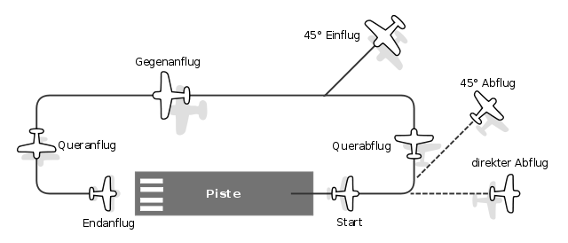 45° Einflug
Gegenanflug
45° Abflug
Queranflug
Querabflug
direkter Abflug
Piste
Endanflug
Start